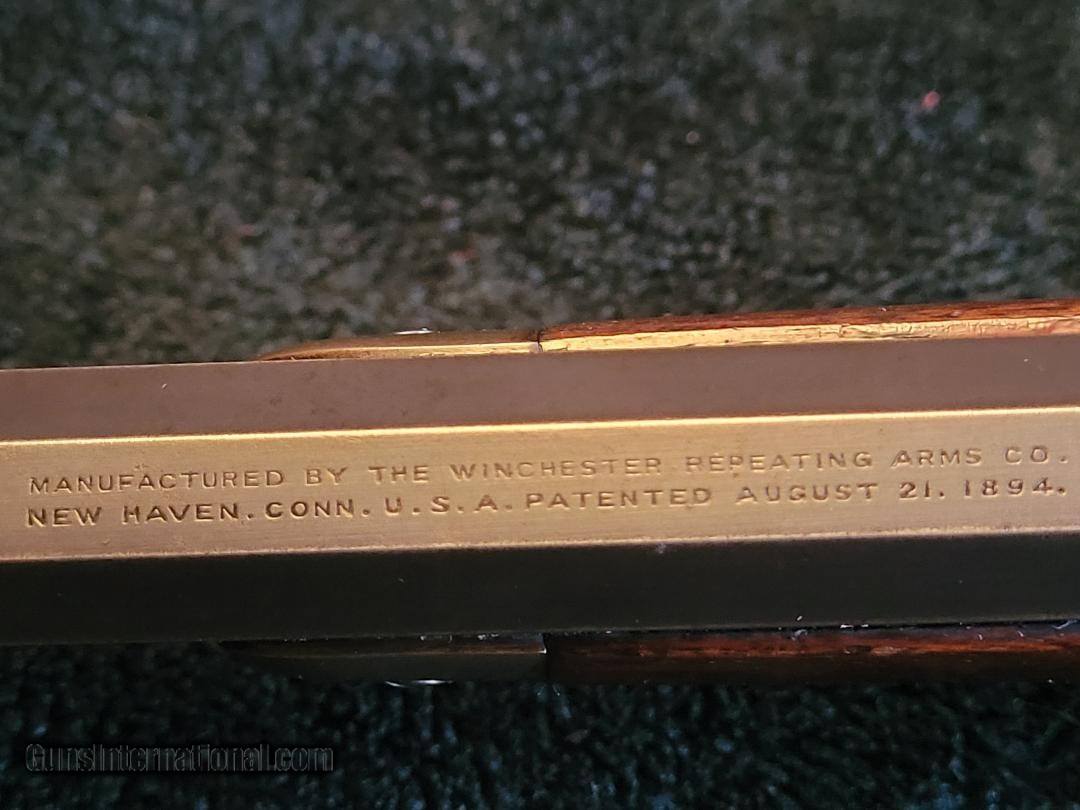 MANUFACTURED BY THE WINCHESTER REPEATING ARMS CO.
NEW HAVEN. CONN. U.S.A. PATENTED AUGUST 21. 1894.
GunsInternational.com